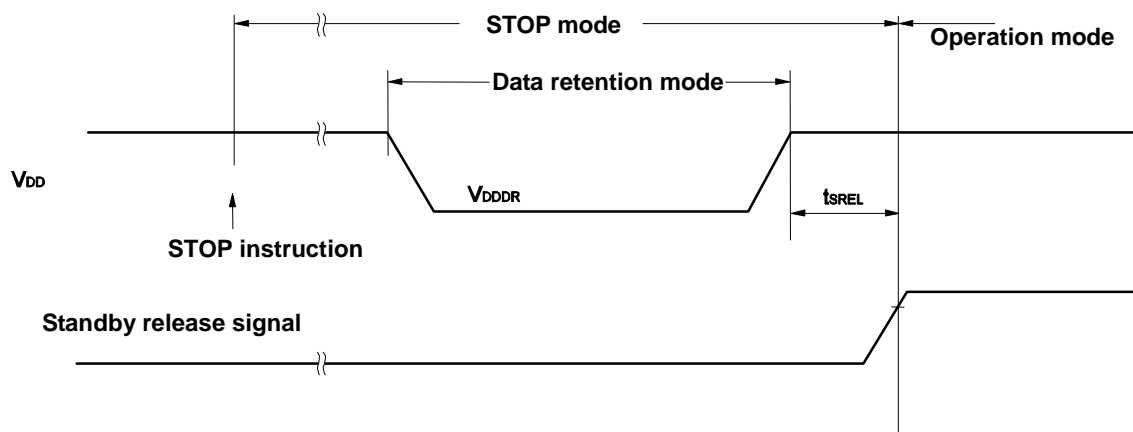 STOP mode
Operation mode
Data retention mode
VDD
VDDDR
tSREL
STOP instruction
Standby release signal